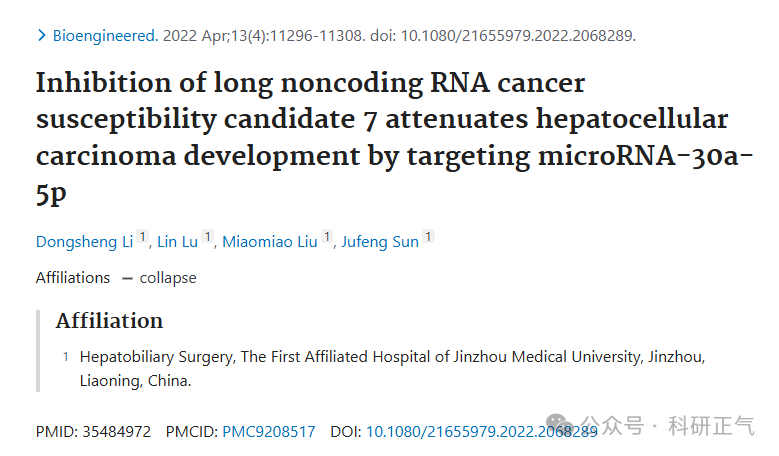 Bioengineered. 2022 Apr;13(4):11296-11308. doi: 10.1080/21655979.2022.2068289.
Inhibition of long noncoding RNA cancer
susceptibility candidate 7 attenuates hepatocellular
carcinoma development by targeting microRNA-30a-
5p
Dongsheng Li 1, Lin Lu 1, Miaomiao Liu 1, Jufeng Sun 1
Affiliations — collapse
Affiliation
1 Hepatobiliary Surgery, The First Affiliated Hospital of Jinzhou Medical University, Jinzhou,
Liaoning, China.
PMID: 35484972 PMCID: PMC9208517 DOI: 10.1080/21655979.2022.2068289
公众号 · 科研正气